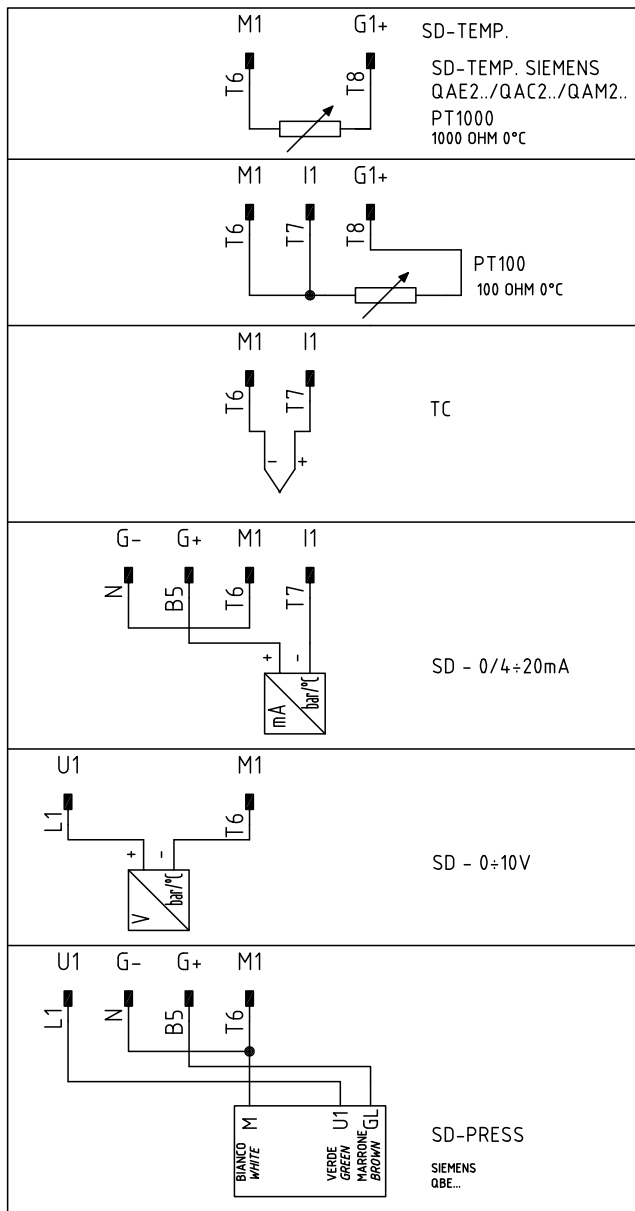 M1 G1+ SD-TEMP.
T6 T8 SD-TEMP. SIEMENS
QAE2../QAC2../QAM2..
PT1000
1000 OHM 0°C
M1 I1 G1+
T6 T7 T8
PT100
100 OHM 0°C
M1 I1
T6 T7
TC
- +
G- G+ M1 I1
N B5 T6 T7
+ -
mA bar/°C
SD - 0/4÷20mA
U1 M1
L1 T6
+ -
V bar/°C
SD - 0÷10V
U1 G- G+ M1
L1 N B5 T6
M U1 GL
BIANCO
WHITE
VERDE
GREEN
MARRONE
BROWN
SD-PRESS
SIEMENS
QBE...